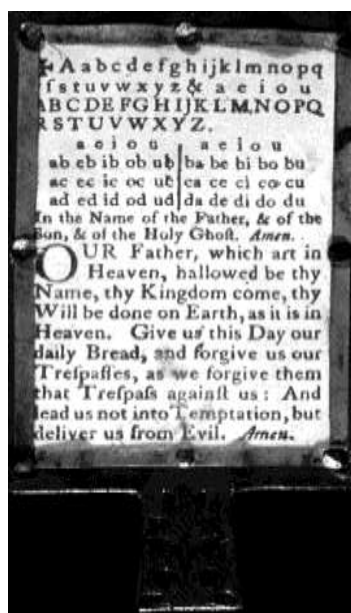 ✠ A a b c d e f g h i j k l m n o p q
ſ s t u v w x y z & a e i o u
A B C D E F G H I J K L M N O P Q
R S T U V W X Y Z.
a e i o u a e i o u
ab eb ib ob ub ba be bi bo bu
ac ec ic oc uc ca ce ci co cu
ad ed id od ud da de di do du
In the Name of the Father, & of the
Son, & of the Holy Ghoſt. Amen.
OUR Father, which art in
Heaven, hallowed be thy
Name, thy Kingdom come, thy
Will be done on Earth, as it is in
Heaven. Give us this Day our
daily Bread, and forgive us our
Treſpaſſes, as we forgive them
that Treſpaſs againſt us: And
lead us not into Temptation, but
deliver us from Evil. Amen.